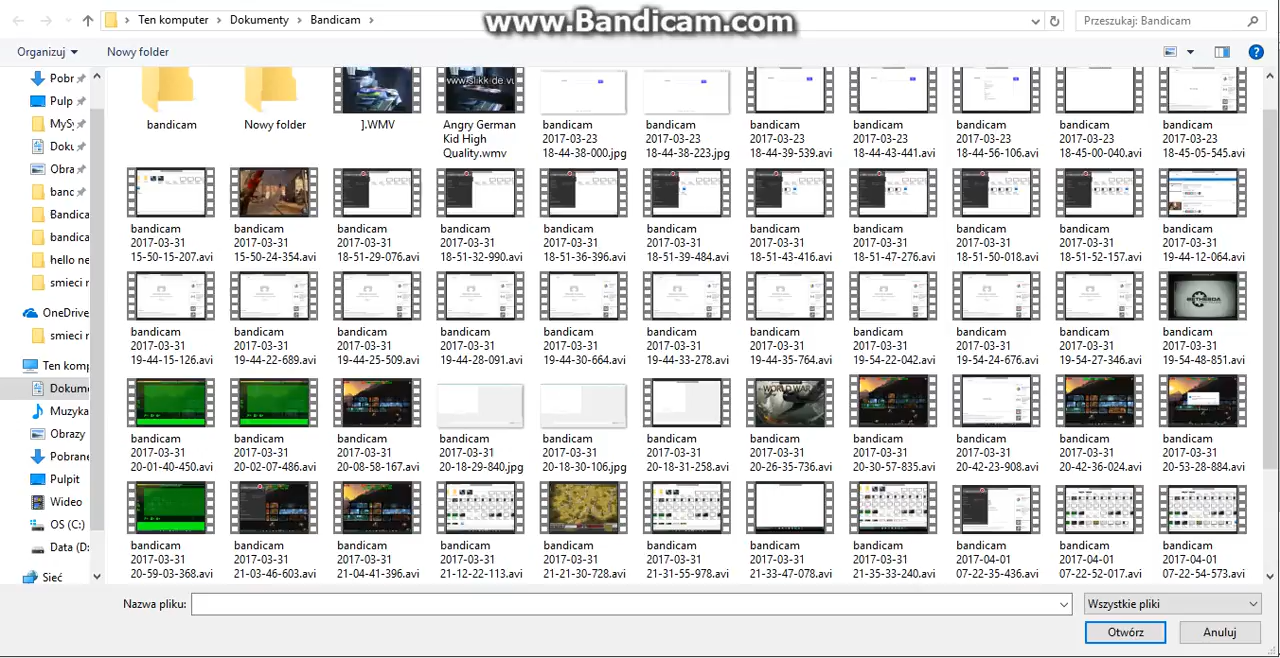 www.Bandicam.com
Ten komputer > Dokumenty > Bandicam >
Przeszukaj: Bandicam
Organizuj
Nowy folder
Pobr
Pulp
MySy
Doku
Obra
banc
Bandica
bandica
hello ne
smieci r
OneDrive
smieci r
Ten komp
Dokume
Muzyka
Obrazy
Pobrane
Pulpit
Wideo
OS (C:)
Data (D:
Sieć
bandicam
Nowy folder
].WMV
Angry German Kid High Quality.wmv
bandicam 2017-03-23 18-44-38-000.jpg
bandicam 2017-03-23 18-44-38-223.jpg
bandicam 2017-03-23 18-44-39-539.avi
bandicam 2017-03-23 18-44-43-441.avi
bandicam 2017-03-23 18-44-56-106.avi
bandicam 2017-03-23 18-45-00-040.avi
bandicam 2017-03-23 18-45-05-545.avi
bandicam 2017-03-31 15-50-15-207.avi
bandicam 2017-03-31 15-50-24-354.avi
bandicam 2017-03-31 18-51-29-076.avi
bandicam 2017-03-31 18-51-32-990.avi
bandicam 2017-03-31 18-51-36-396.avi
bandicam 2017-03-31 18-51-39-484.avi
bandicam 2017-03-31 18-51-43-416.avi
bandicam 2017-03-31 18-51-47-276.avi
bandicam 2017-03-31 18-51-50-018.avi
bandicam 2017-03-31 18-51-52-157.avi
bandicam 2017-03-31 19-44-12-064.avi
BETHESDA
bandicam 2017-03-31 19-44-15-126.avi
bandicam 2017-03-31 19-44-22-689.avi
bandicam 2017-03-31 19-44-25-509.avi
bandicam 2017-03-31 19-44-28-091.avi
bandicam 2017-03-31 19-44-30-664.avi
bandicam 2017-03-31 19-44-33-278.avi
bandicam 2017-03-31 19-44-35-764.avi
bandicam 2017-03-31 19-54-22-042.avi
bandicam 2017-03-31 19-54-24-676.avi
bandicam 2017-03-31 19-54-27-346.avi
bandicam 2017-03-31 19-54-48-851.avi
WORLD WAR
bandicam 2017-03-31 20-01-40-450.avi
bandicam 2017-03-31 20-02-07-486.avi
bandicam 2017-03-31 20-08-58-167.avi
bandicam 2017-03-31 20-18-29-840.jpg
bandicam 2017-03-31 20-18-30-106.jpg
bandicam 2017-03-31 20-18-31-258.avi
bandicam 2017-03-31 20-26-35-736.avi
bandicam 2017-03-31 20-30-57-835.avi
bandicam 2017-03-31 20-42-23-908.avi
bandicam 2017-03-31 20-42-36-024.avi
bandicam 2017-03-31 20-53-28-884.avi
bandicam 2017-03-31 20-59-03-368.avi
bandicam 2017-03-31 21-03-46-603.avi
bandicam 2017-03-31 21-04-41-396.avi
bandicam 2017-03-31 21-12-22-113.avi
bandicam 2017-03-31 21-21-30-728.avi
bandicam 2017-03-31 21-31-55-978.avi
bandicam 2017-03-31 21-33-47-078.avi
bandicam 2017-03-31 21-35-33-240.avi
bandicam 2017-04-01 07-22-35-436.avi
bandicam 2017-04-01 07-22-52-017.avi
bandicam 2017-04-01 07-22-54-573.avi
Nazwa pliku:
Wszystkie pliki
Otwórz
Anuluj